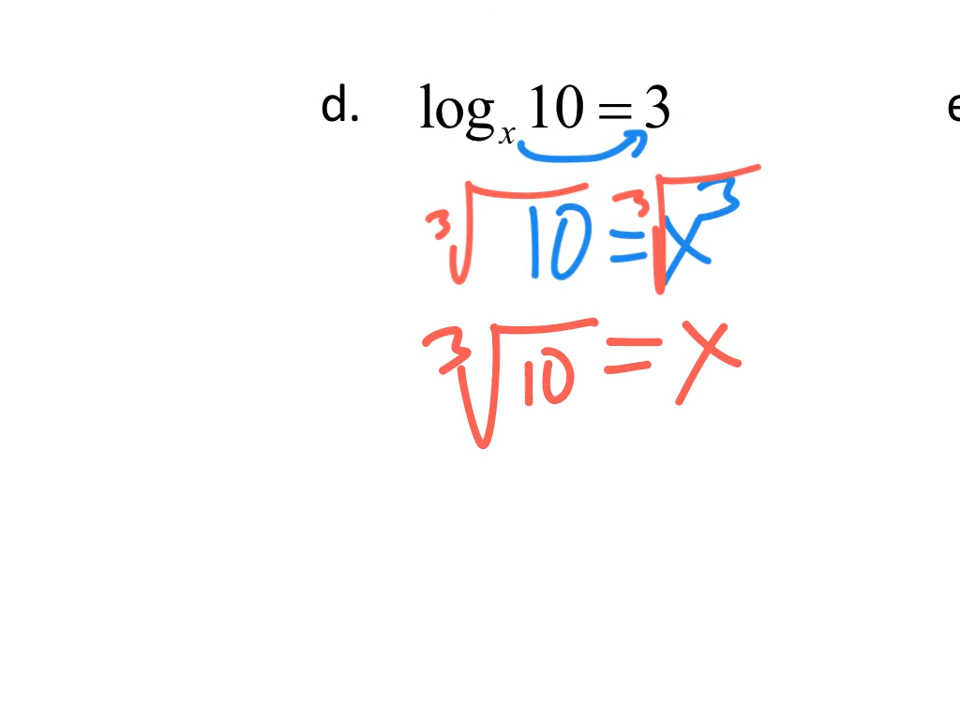 d. logₓ 10 = 3 e
∛10 = ∛x³
∛10 = x